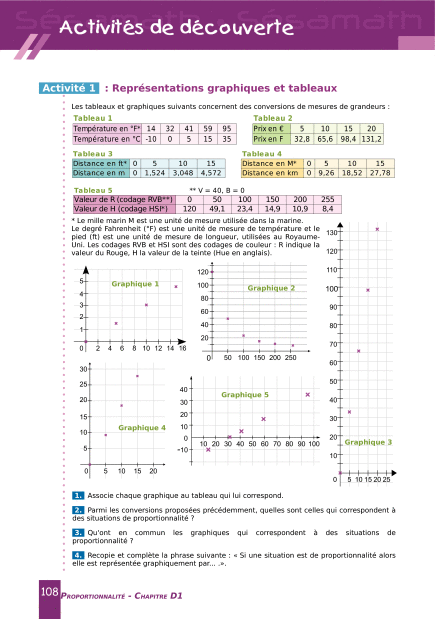 Sésamath Sésamath
Activités de découverte
Activité 1 : Représentations graphiques et tableaux
Les tableaux et graphiques suivants concernent des conversions de mesures de grandeurs :
Tableau 1
Température en °F* 14 32 41 59 95
Température en °C -10 0 5 15 35
Tableau 2
Prix en € 5 10 15 20
Prix en F 32,8 65,6 98,4 131,2
Tableau 3
Distance en ft* 0 5 10 15
Distance en m 0 1,524 3,048 4,572
Tableau 4
Distance en M* 0 5 10 15
Distance en km 0 9,26 18,52 27,78
Tableau 5 ** V = 40, B = 0
Valeur de R (codage RVB**) 0 50 100 150 200 255
Valeur de H (codage HSI*) 120 49,1 23,4 14,9 10,9 8,4
* Le mille marin M est une unité de mesure utilisée dans la marine.
Le degré Fahrenheit (°F) est une unité de mesure de température et le
pied (ft) est une unité de mesure de longueur, utilisées au Royaume-
Uni. Les codages RVB et HSI sont des codages de couleur : R indique la
valeur du Rouge, H la valeur de la teinte (Hue en anglais).
Graphique 1
5
4
3
2
1
0 2 4 6 8 10 12 14 16
Graphique 2
120
100
80
60
40
20
0 50 100 150 200 250
Graphique 4
30
25
20
15
10
5
0 5 10 15 20
Graphique 5
40
30
20
10
0
-10
10 20 30 40 50 60 70 80 90 100
Graphique 3
130
120
110
100
90
80
70
60
50
40
30
20
10
0 5 10 15 20 25
1. Associe chaque graphique au tableau qui lui correspond.
2. Parmi les conversions proposées précédemment, quelles sont celles qui correspondent à
des situations de proportionnalité ?
3. Qu'ont en commun les graphiques qui correspondent à des situations de
proportionnalité ?
4. Recopie et complète la phrase suivante : « Si une situation est de proportionnalité alors
elle est représentée graphiquement par... .».
108 Proportionnalité - Chapitre D1